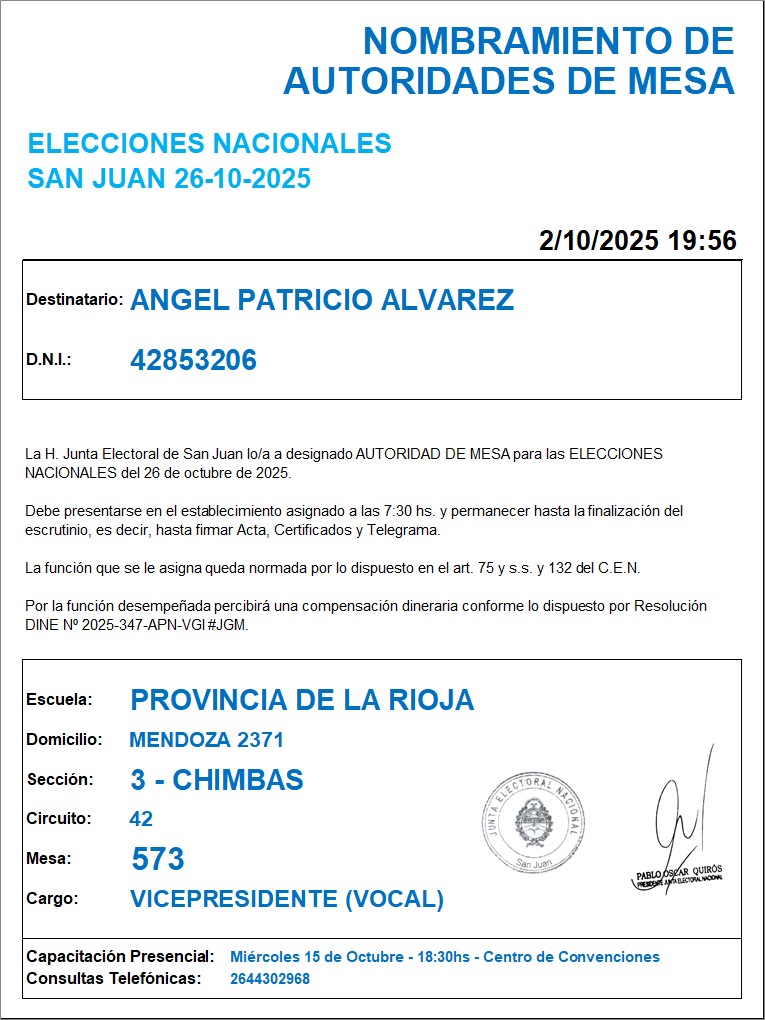 NOMBRAMIENTO DE
AUTORIDADES DE MESA
ELECCIONES NACIONALES
SAN JUAN 26-10-2025
2/10/2025 19:56
Destinatario: ANGEL PATRICIO ALVAREZ
D.N.I.: 42853206
La H. Junta Electoral de San Juan lo/a a designado AUTORIDAD DE MESA para las ELECCIONES
NACIONALES del 26 de octubre de 2025.
Debe presentarse en el establecimiento asignado a las 7:30 hs. y permanecer hasta la finalización del
escrutinio, es decir, hasta firmar Acta, Certificados y Telegrama.
La función que se le asigna queda normada por lo dispuesto en el art. 75 y s.s. y 132 del C.E.N.
Por la función desempeñada percibirá una compensación dineraria conforme lo dispuesto por Resolución
DINE Nº 2025-347-APN-VGI#JGM.
Escuela: PROVINCIA DE LA RIOJA
Domicilio: MENDOZA 2371
Sección: 3 - CHIMBAS
Circuito: 42
Mesa: 573
Cargo: VICEPRESIDENTE (VOCAL)
JUNTA ELECTORAL NACIONAL
San Juan
PABLO OSCAR QUIRÓS
PRESIDENTE JUNTA ELECTORAL NACIONAL
Capacitación Presencial: Miércoles 15 de Octubre - 18:30hs - Centro de Convenciones
Consultas Telefónicas: 2644302968